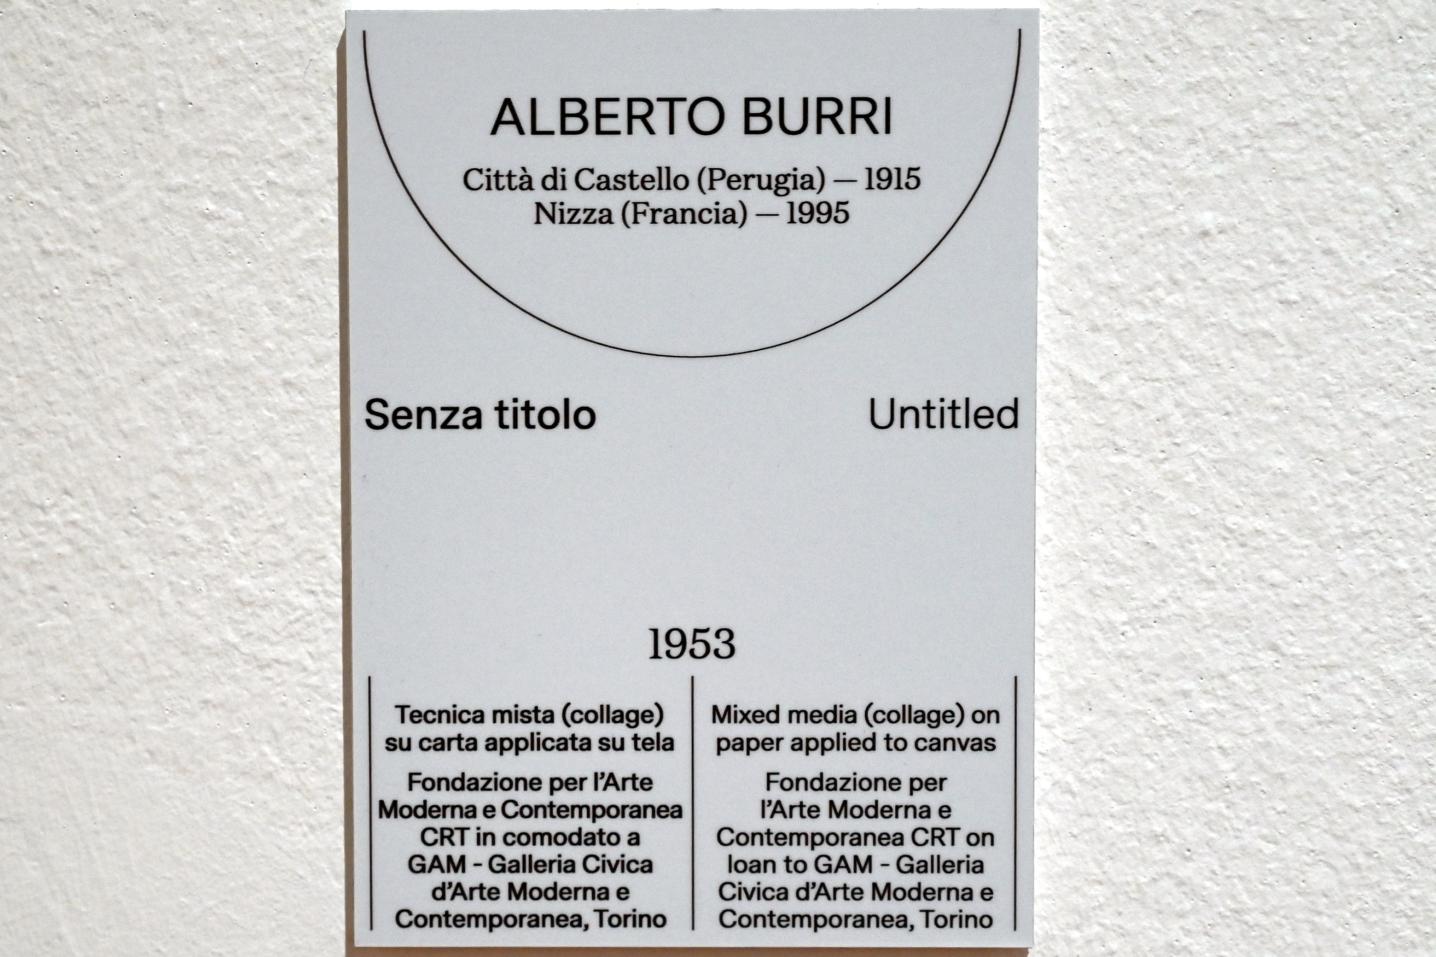 ALBERTO BURRI
Città di Castello (Perugia) — 1915
Nizza (Francia) — 1995
Senza titolo
Untitled
1953
Tecnica mista (collage)
su carta applicata su tela
Fondazione per l’Arte
Moderna e Contemporanea
CRT in comodato a
GAM - Galleria Civica
d’Arte Moderna e
Contemporanea, Torino
Mixed media (collage) on
paper applied to canvas
Fondazione per
l’Arte Moderna e
Contemporanea CRT on
loan to GAM - Galleria
Civica d’Arte Moderna e
Contemporanea, Torino